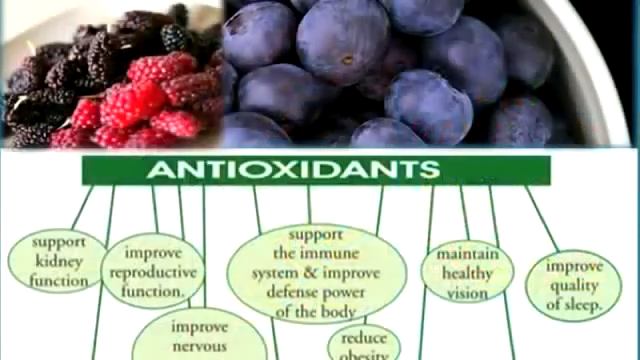 ANTIOXIDANTS
support
kidney
function
improve
reproductive
function.
support
the immune
system & improve
defense power
of the body
maintain
healthy
vision
improve
quality
of sleep.
improve
nervous
reduce
obesity